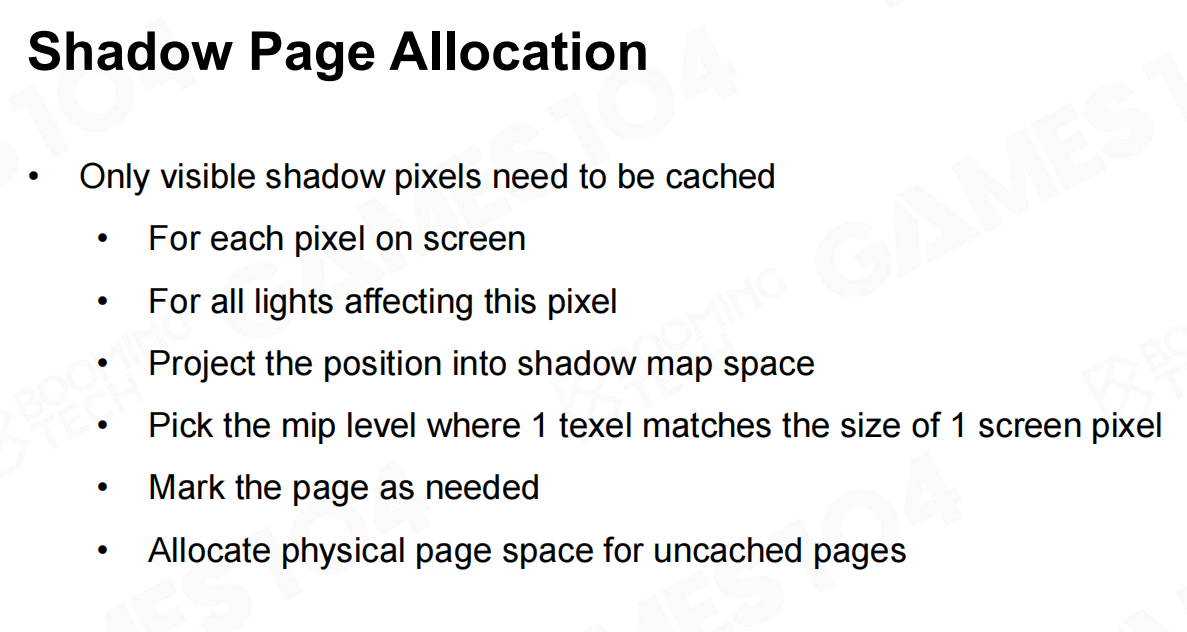 Shadow Page Allocation
• Only visible shadow pixels need to be cached
• For each pixel on screen
• For all lights affecting this pixel
• Project the position into shadow map space
• Pick the mip level where 1 texel matches the size of 1 screen pixel
• Mark the page as needed
• Allocate physical page space for uncached pages
GAMES104
BOOMING
TECH